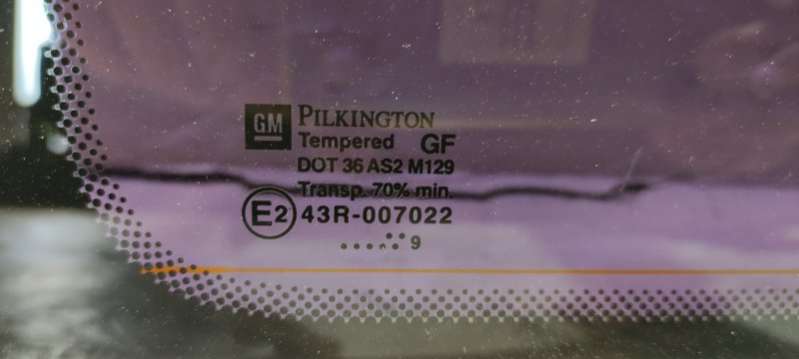 GM PILKINGTON
Tempered GF
DOT 36 AS2 M129
Transp. 70% min.
E2 43R-007022
9